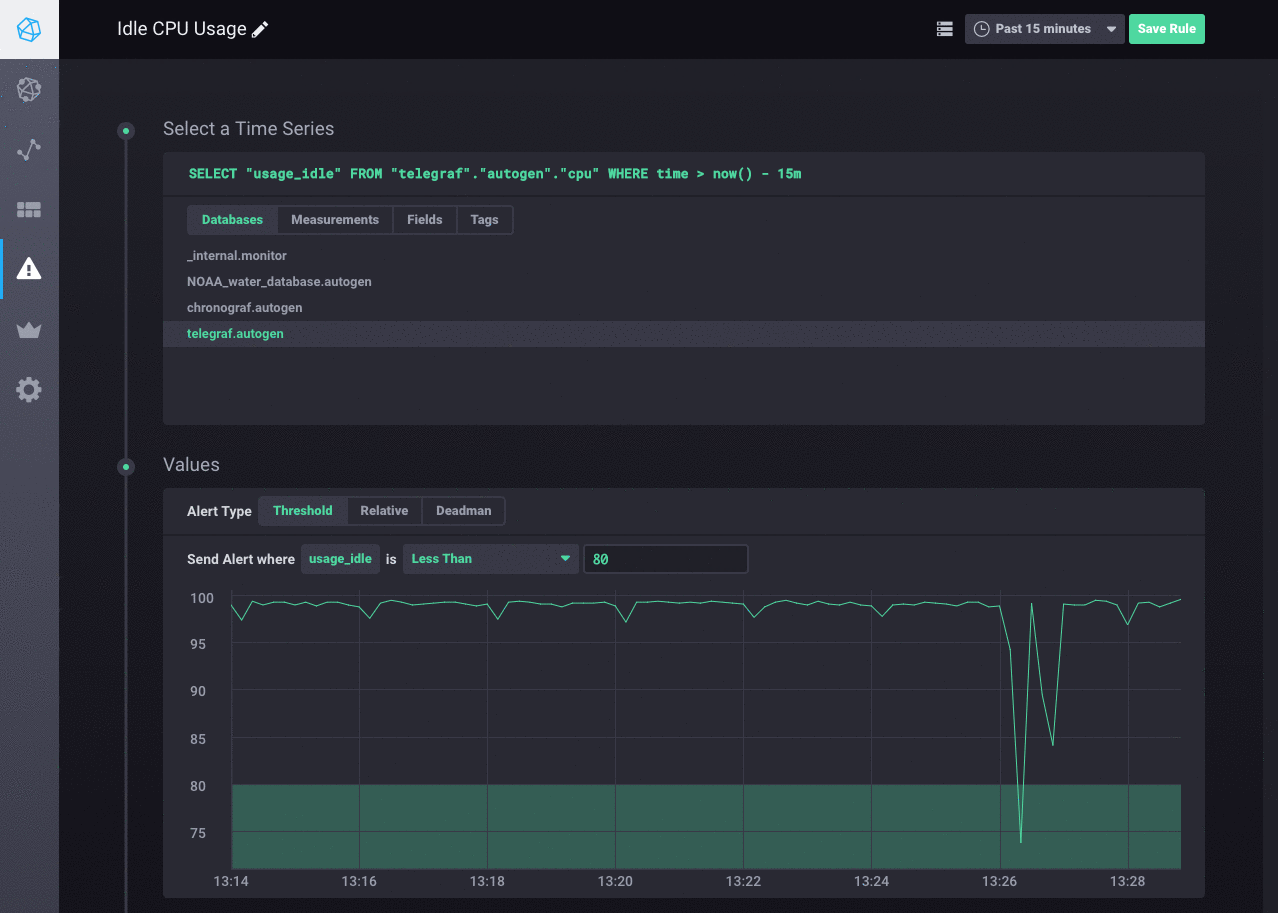 Idle CPU Usage
Past 15 minutes
Save Rule
Select a Time Series
SELECT "usage_idle" FROM "telegraf"."autogen"."cpu" WHERE time > now() - 15m
Databases Measurements Fields Tags
_internal.monitor
NOAA_water_database.autogen
chronograf.autogen
telegraf.autogen
Values
Alert Type Threshold Relative Deadman
Send Alert where usage_idle is Less Than 80
100
95
90
85
80
75
13:14 13:16 13:18 13:20 13:22 13:24 13:26 13:28